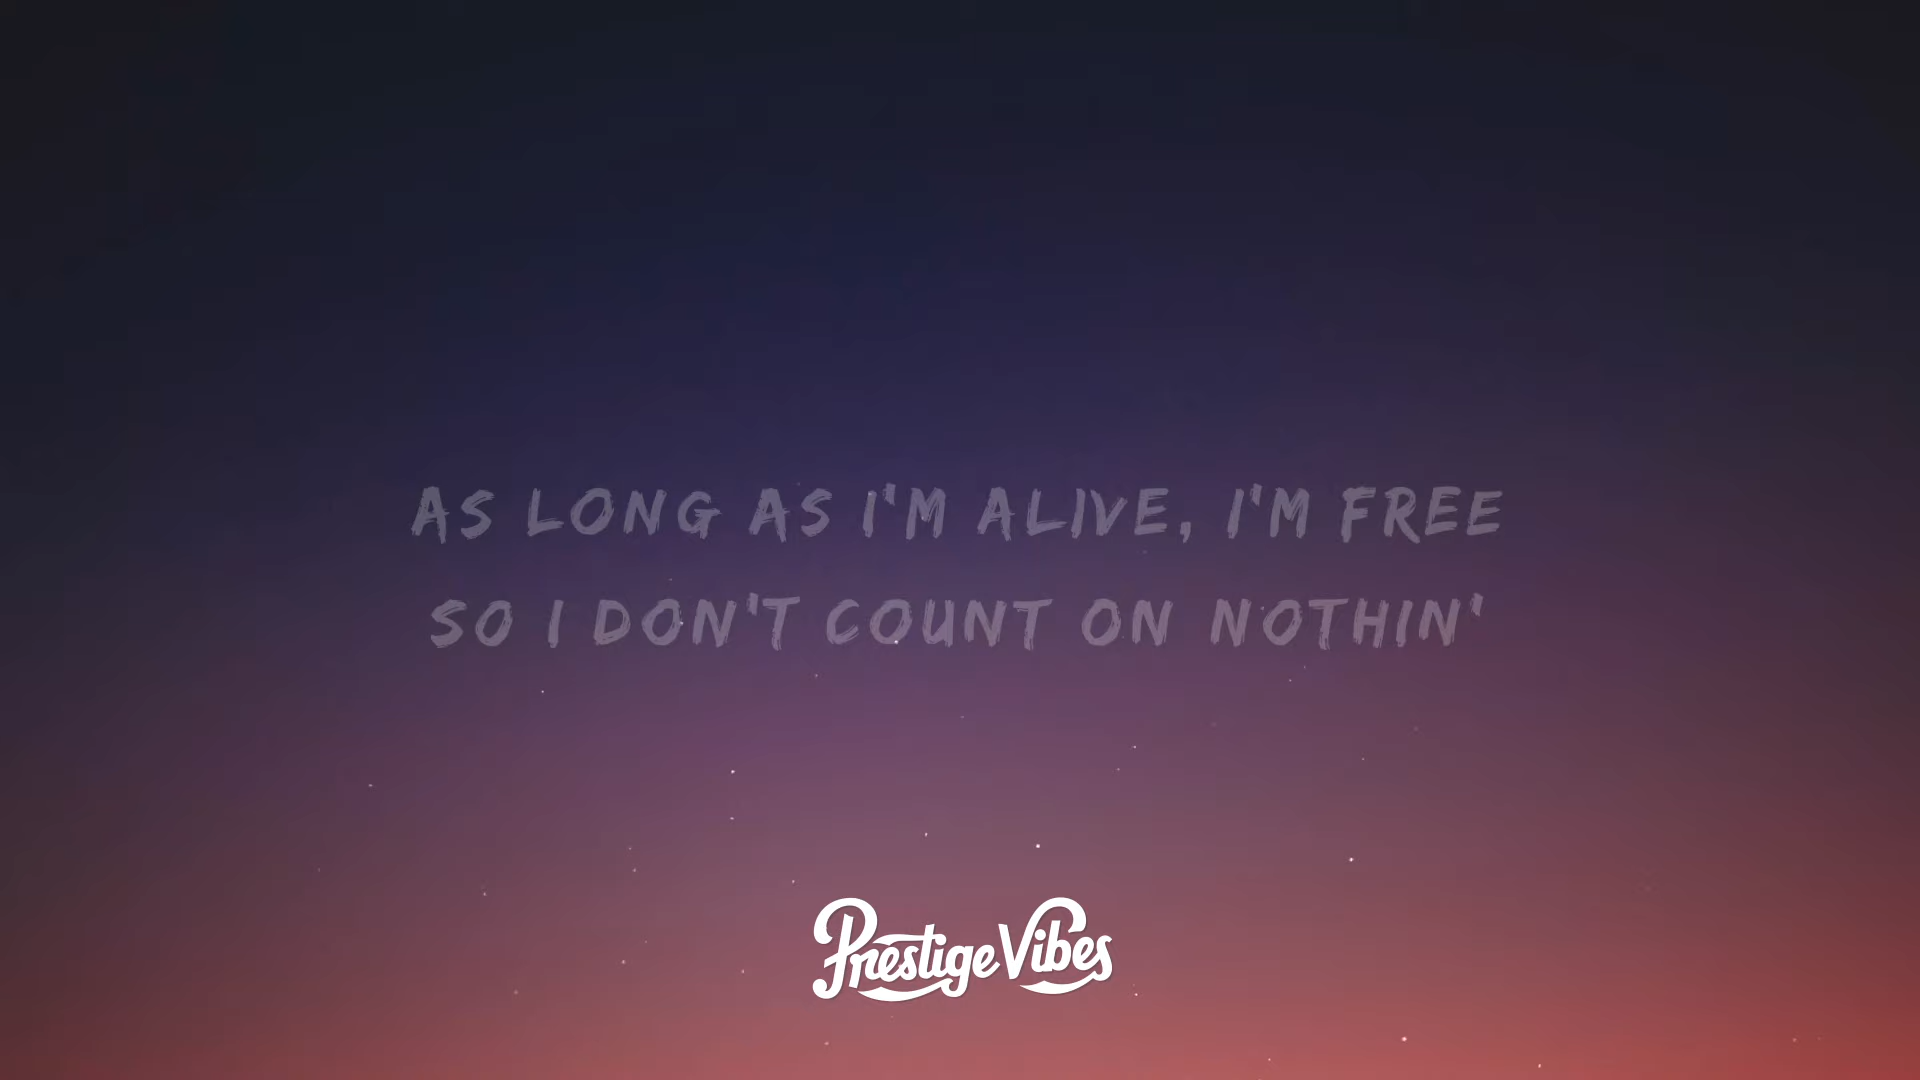 AS LONG AS I'M ALIVE, I'M FREE
SO I DON'T COUNT ON NOTHIN'
Prestige Vibes